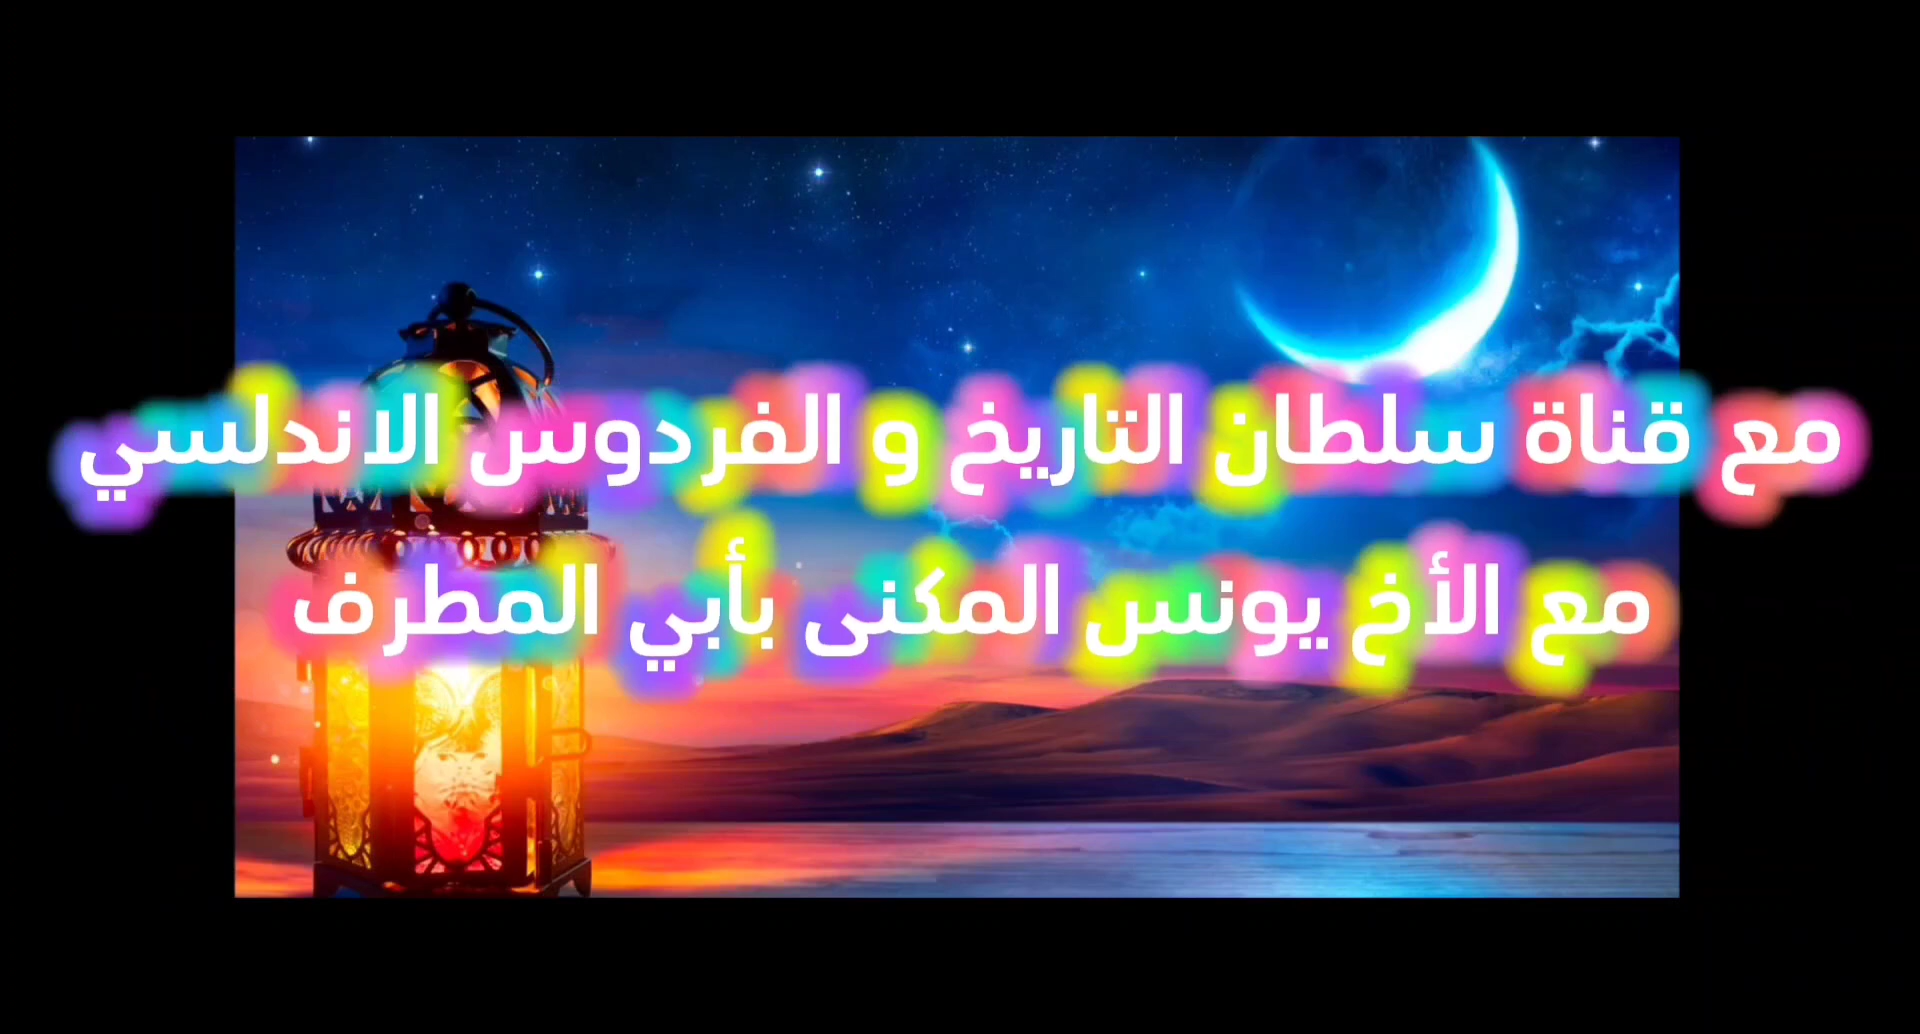 مع قناة سلطان التاريخ و الفردوس الاندلسي
مع الأخ يونس المكنى بأبي المطرف